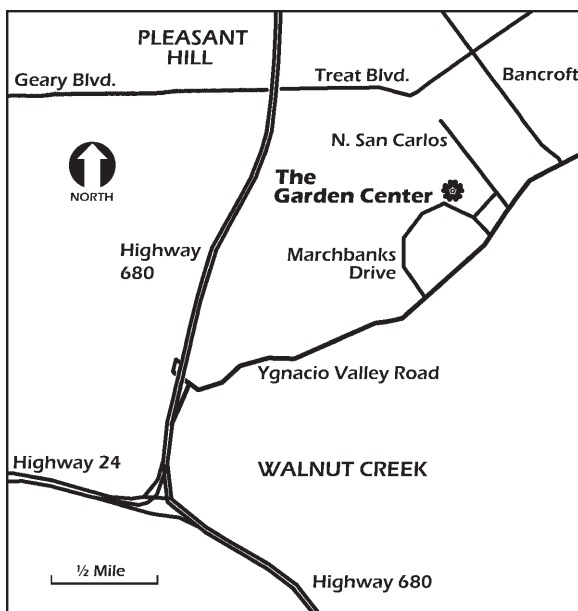 PLEASANT
HILL
Geary Blvd.
Treat Blvd.
Bancroft
N. San Carlos
The
Garden Center
NORTH
Highway
680
Marchbanks
Drive
Ygnacio Valley Road
Highway 24
WALNUT CREEK
½ Mile
Highway 680